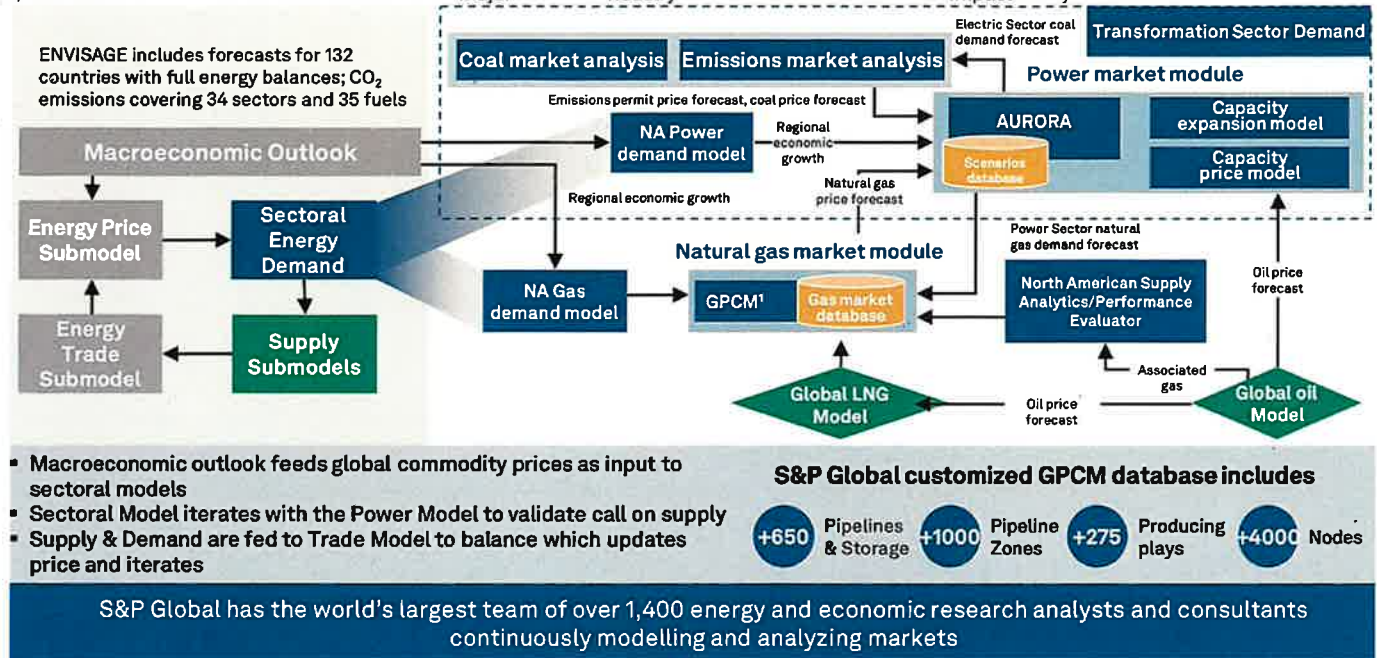 ENVISAGE includes forecasts for 132
countries with full energy balances; CO₂
emissions covering 34 sectors and 35 fuels
Macroeconomic Outlook
Energy Price
Submodel
Sectoral
Energy
Demand
Energy
Trade
Submodel
Supply
Submodels
Electric Sector coal
demand forecast
Transformation Sector Demand
Coal market analysis
Emissions market analysis
Power market module
Emissions permit price forecast, coal price forecast
NA Power
demand model
Regional
economic
growth
AURORA
Scenarios
database
Capacity
expansion model
Capacity
price model
Regional economic growth
Natural gas
price forecast
Natural gas market module
Power Sector natural
gas demand forecast
NA Gas
demand model
GPCM¹
Gas market
database
North American Supply
Analytics/Performance
Evaluator
Oil price
forecast
Associated
gas
Global LNG
Model
Oil price
forecast
Global oil
Model
▪ Macroeconomic outlook feeds global commodity prices as input to
sectoral models
▪ Sectoral Model iterates with the Power Model to validate call on supply
▪ Supply & Demand are fed to Trade Model to balance which updates
price and iterates
S&P Global customized GPCM database includes
+650
Pipelines
& Storage
+1000
Pipeline
Zones
+275
Producing
plays
+4000
Nodes
S&P Global has the world's largest team of over 1,400 energy and economic research analysts and consultants
continuously modelling and analyzing markets